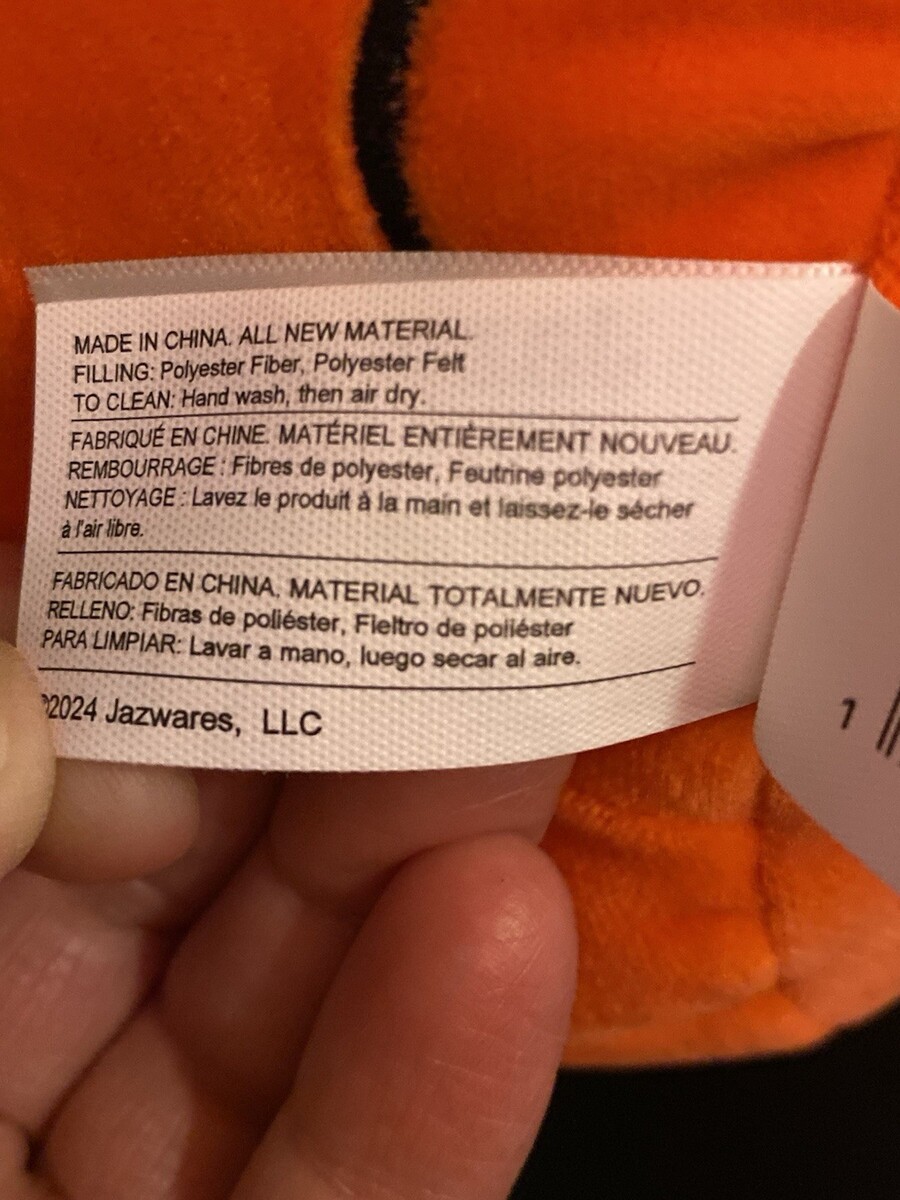 MADE IN CHINA. ALL NEW MATERIAL.
FILLING: Polyester Fiber, Polyester Felt
TO CLEAN: Hand wash, then air dry.
FABRIQUÉ EN CHINE. MATÉRIEL ENTIÈREMENT NOUVEAU.
REMBOURRAGE : Fibres de polyester, Feutrine polyester
NETTOYAGE : Lavez le produit à la main et laissez-le sécher
à l'air libre.
FABRICADO EN CHINA. MATERIAL TOTALMENTE NUEVO.
RELLENO: Fibras de poliéster, Fieltro de poliéster
PARA LIMPIAR: Lavar a mano, luego secar al aire.
©2024 Jazwares, LLC
1